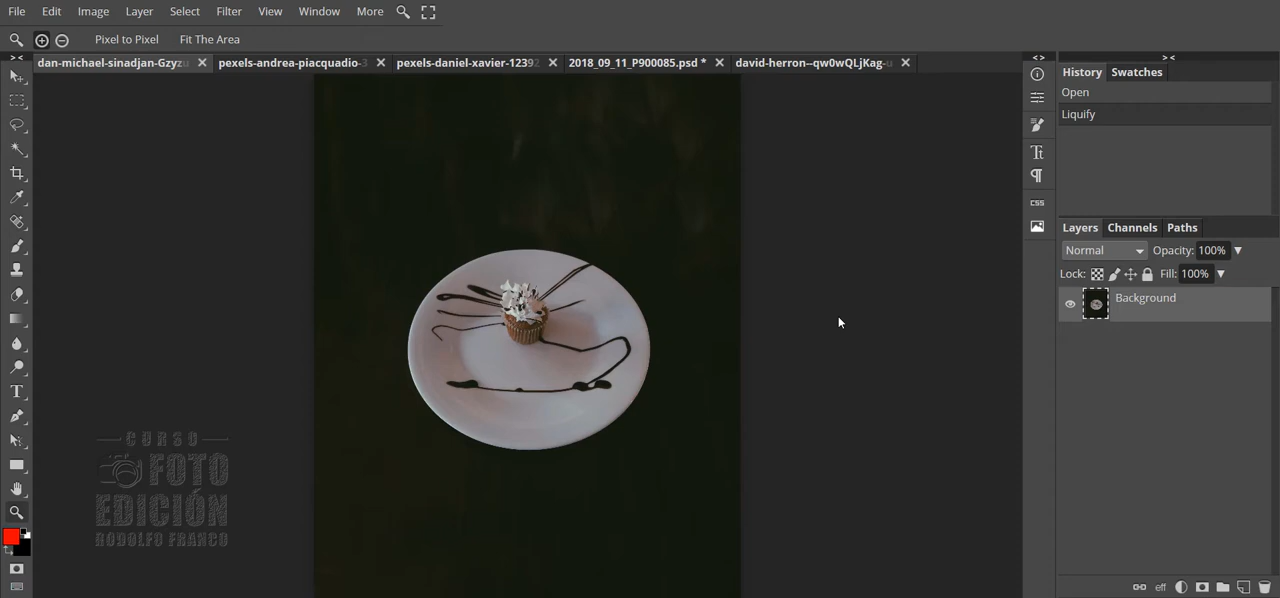 File Edit Image Layer Select Filter View Window More
Pixel to Pixel Fit The Area
dan-michael-sinadjan-Gzyzu pexels-andrea-piacquadio-3 pexels-daniel-xavier-12392 2018_09_11_P900085.psd * david-herron--qw0wQLjKag-u
History Swatches
Open
Liquify
CSS
Layers Channels Paths
Normal Opacity: 100%
Lock: Fill: 100%
Background
CURSO
FOTO
EDICIÓN
RODOLFO FRANCO
T
eff